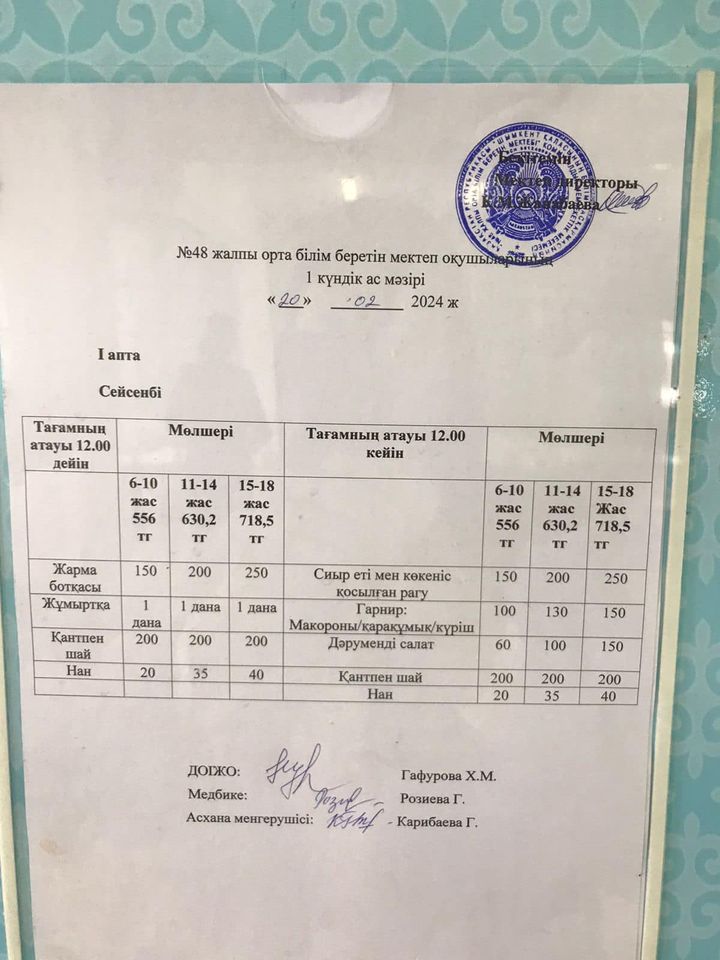 Бекітемін
Мектеп директоры
№48 жалпы орта білім беретін мектеп оқушыларының
1 күндік ас мәзірі
«20» 02 2024 ж
I апта
Сейсенбі
Тағамның атауы 12.00 дейін Мөлшері Тағамның атауы 12.00 кейін Мөлшері
6-10 жас 556 тг 11-14 жас 630,2 тг 15-18 жас 718,5 тг 6-10 жас 556 тг 11-14 жас 630,2 тг 15-18 Жас 718,5 тг
Жарма ботқасы 150 200 250 Сиыр еті мен көкеніс қосылған рагу 150 200 250
Жұмыртқа 1 дана 1 дана 1 дана Гарнир: Макороны/қарақұмық/күріш 100 130 150
Қантпен шай 200 200 200 Дәруменді салат 60 100 150
Нан 20 35 40 Қантпен шай 200 200 200
Нан 20 35 40
ДОІЖО: Гафурова Х.М.
Медбике: Розиева Г.
Асхана менгерушісі: Карибаева Г.